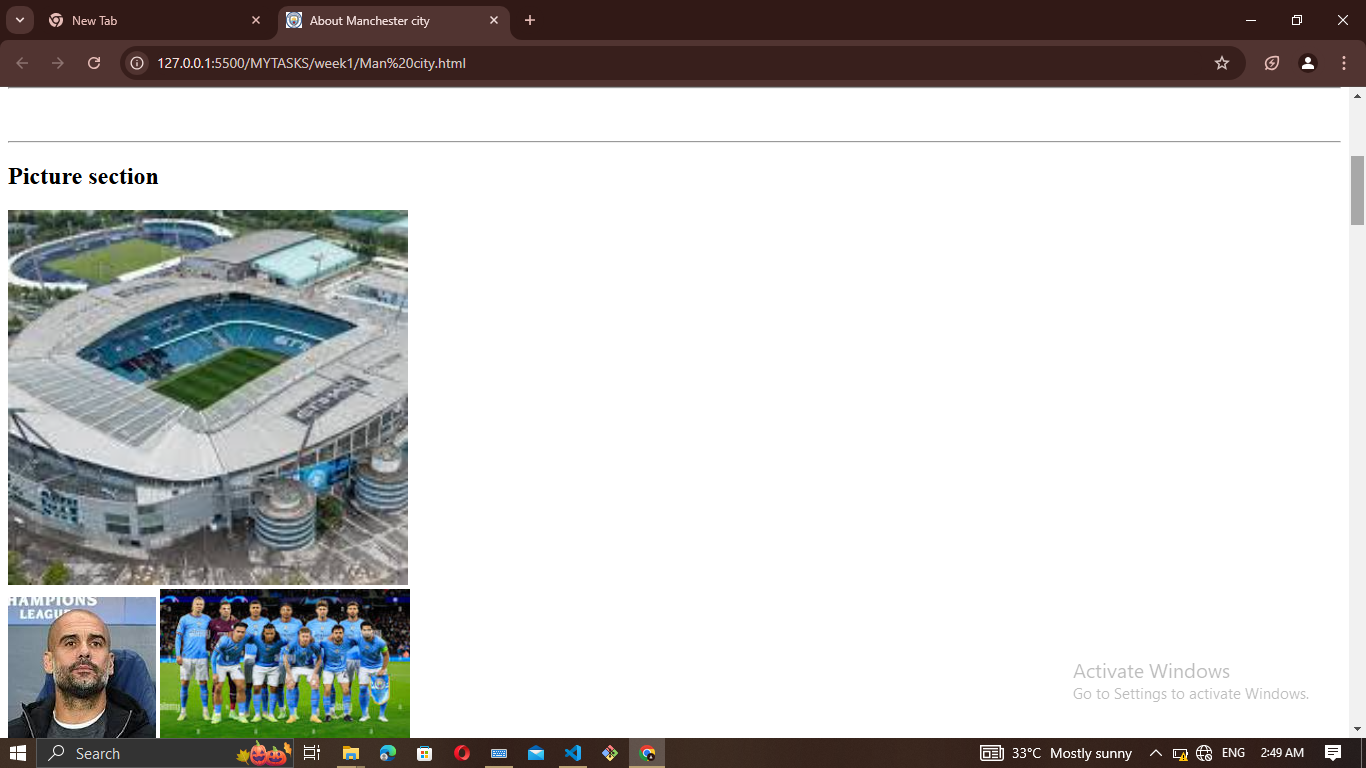 New Tab
About Manchester city
127.0.0.1:5500/MYTASKS/week1/Man%20city.html
Picture section
ETIHAD
HAMPIONS
LEAGU
Activate Windows
Go to Settings to activate Windows.
Search
33°C Mostly sunny
ENG
2:49 AM